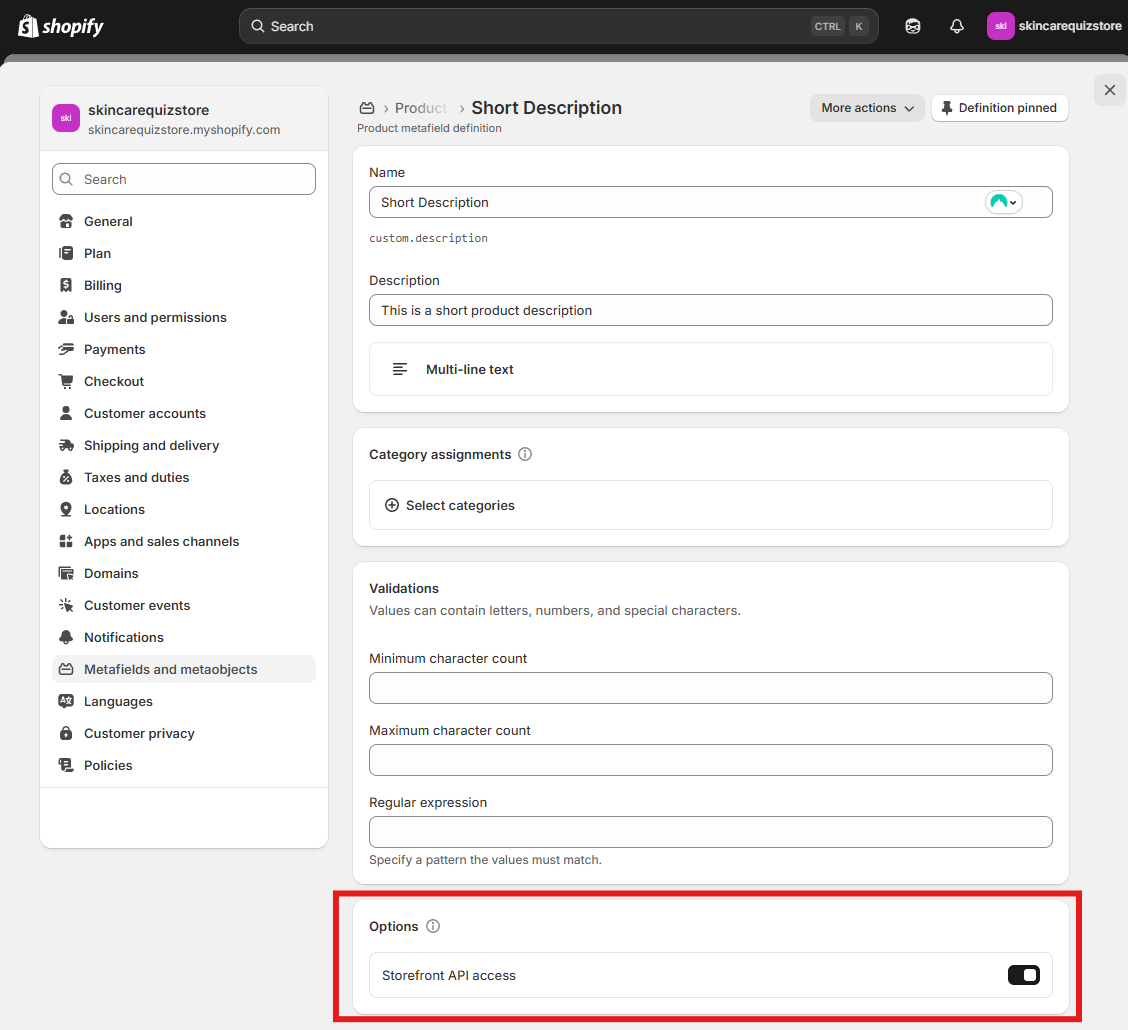 shopify
Search
CTRL K
ski
skincarequizstore
ski
skincarequizstore
skincarequizstore.myshopify.com
Search
General
Plan
Billing
Users and permissions
Payments
Checkout
Customer accounts
Shipping and delivery
Taxes and duties
Locations
Apps and sales channels
Domains
Customer events
Notifications
Metafields and metaobjects
Languages
Customer privacy
Policies
Product › Short Description
Product metafield definition
More actions
Definition pinned
Name
Short Description
custom.description
Description
This is a short product description
Multi-line text
Category assignments
Select categories
Validations
Values can contain letters, numbers, and special characters.
Minimum character count
Maximum character count
Regular expression
Specify a pattern the values must match.
Options
Storefront API access